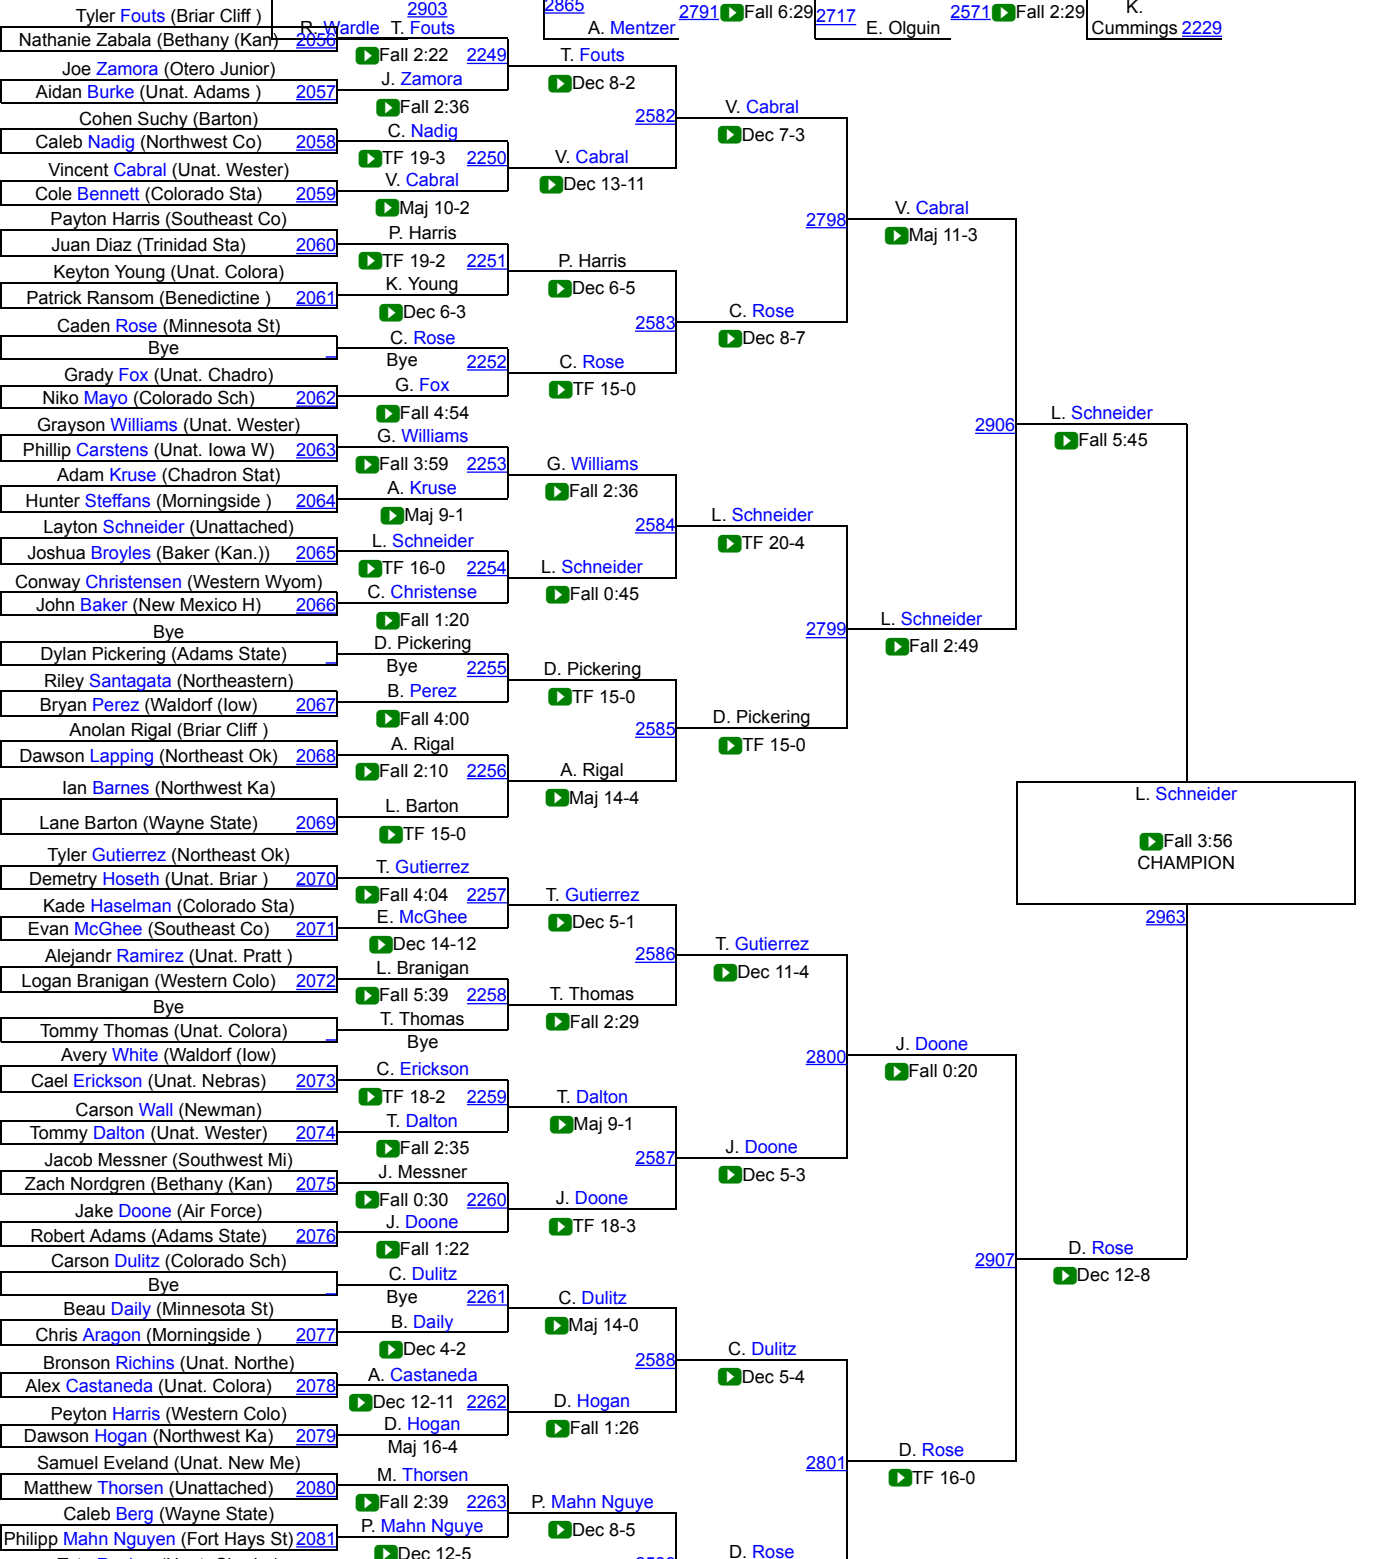 2903
2865
2791 Fall 6:29 2717
2571 Fall 2:29
K.
Tyler Fouts (Briar Cliff )
R. Wardle T. Fouts
A. Mentzer
E. Olguin
Cummings 2229
Nathanie Zabala (Bethany (Kan) 2056
Fall 2:22 2249
T. Fouts
Joe Zamora (Otero Junior)
J. Zamora
Dec 8-2
Aidan Burke (Unat. Adams ) 2057
Fall 2:36
V. Cabral
Cohen Suchy (Barton)
2582
C. Nadig
Dec 7-3
Caleb Nadig (Northwest Co) 2058
TF 19-3 2250
V. Cabral
Vincent Cabral (Unat. Wester)
V. Cabral
Dec 13-11
Cole Bennett (Colorado Sta) 2059
Maj 10-2
V. Cabral
Payton Harris (Southeast Co)
2798
P. Harris
Maj 11-3
Juan Diaz (Trinidad Sta) 2060
TF 19-2 2251
P. Harris
Keyton Young (Unat. Colora)
K. Young
Dec 6-5
Patrick Ransom (Benedictine ) 2061
Dec 6-3
C. Rose
Caden Rose (Minnesota St)
2583
C. Rose
Dec 8-7
Bye
Bye 2252
C. Rose
Grady Fox (Unat. Chadro)
G. Fox
TF 15-0
Niko Mayo (Colorado Sch) 2062
Fall 4:54
L. Schneider
Grayson Williams (Unat. Wester)
2906
G. Williams
Fall 5:45
Phillip Carstens (Unat. Iowa W) 2063
Fall 3:59 2253
G. Williams
Adam Kruse (Chadron Stat)
A. Kruse
Fall 2:36
Hunter Steffans (Morningside ) 2064
Maj 9-1
L. Schneider
Layton Schneider (Unattached)
2584
L. Schneider
TF 20-4
Joshua Broyles (Baker (Kan.)) 2065
TF 16-0 2254
L. Schneider
Conway Christensen (Western Wyom)
C. Christense
Fall 0:45
John Baker (New Mexico H) 2066
Fall 1:20
L. Schneider
Bye
2799
D. Pickering
Fall 2:49
Dylan Pickering (Adams State)
Bye 2255
D. Pickering
Riley Santagata (Northeastern)
B. Perez
TF 15-0
Bryan Perez (Waldorf (Iow) 2067
Fall 4:00
D. Pickering
Anolan Rigal (Briar Cliff )
2585
A. Rigal
TF 15-0
Dawson Lapping (Northeast Ok) 2068
Fall 2:10 2256
A. Rigal
Ian Barnes (Northwest Ka)
L. Schneider
Maj 14-4
L. Barton
Lane Barton (Wayne State) 2069
TF 15-0
Fall 3:56
Tyler Gutierrez (Northeast Ok)
CHAMPION
T. Gutierrez
Demetry Hoseth (Unat. Briar ) 2070
Fall 4:04 2257
T. Gutierrez
Kade Haselman (Colorado Sta)
E. McGhee
2963
Dec 5-1
Evan McGhee (Southeast Co) 2071
Dec 14-12
T. Gutierrez
Alejandr Ramirez (Unat. Pratt )
2586
L. Branigan
Dec 11-4
Logan Branigan (Western Colo) 2072
Fall 5:39 2258
T. Thomas
Bye
T. Thomas
Fall 2:29
Tommy Thomas (Unat. Colora)
Bye
J. Doone
Avery White (Waldorf (Iow)
2800
C. Erickson
Fall 0:20
Cael Erickson (Unat. Nebras) 2073
TF 18-2 2259
T. Dalton
Carson Wall (Newman)
T. Dalton
Maj 9-1
Tommy Dalton (Unat. Wester) 2074
Fall 2:35
J. Doone
Jacob Messner (Southwest Mi)
2587
J. Messner
Dec 5-3
Zach Nordgren (Bethany (Kan) 2075
Fall 0:30 2260
J. Doone
Jake Doone (Air Force)
J. Doone
TF 18-3
Robert Adams (Adams State) 2076
Fall 1:22
D. Rose
Carson Dulitz (Colorado Sch)
2907
C. Dulitz
Dec 12-8
Bye
Bye 2261
C. Dulitz
Beau Daily (Minnesota St)
B. Daily
Maj 14-0
Chris Aragon (Morningside ) 2077
Dec 4-2
C. Dulitz
Bronson Richins (Unat. Northe)
2588
A. Castaneda
Dec 5-4
Alex Castaneda (Unat. Colora) 2078
Dec 12-11 2262
D. Hogan
Peyton Harris (Western Colo)
D. Hogan
Fall 1:26
Dawson Hogan (Northwest Ka) 2079
Maj 16-4
D. Rose
Samuel Eveland (Unat. New Me)
2801
M. Thorsen
TF 16-0
Matthew Thorsen (Unattached) 2080
Fall 2:39 2263
P. Mahn Nguye
Caleb Berg (Wayne State)
P. Mahn Nguye
Dec 8-5
Philipp Mahn Nguyen (Fort Hays St) 2081
Dec 12-5
D. Rose